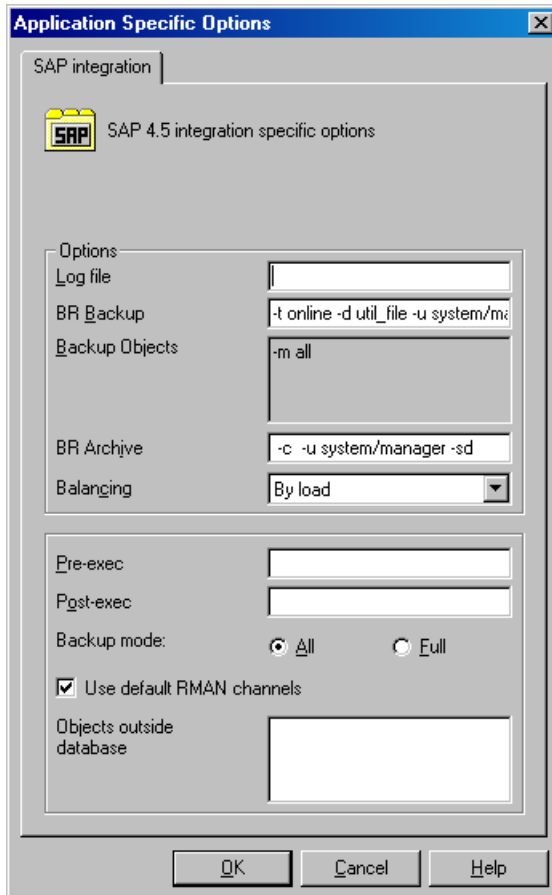 Application Specific Options
SAP integration
SAP
SAP 4.5 integration specific options
Options
Log file
BR Backup
-t online -d util_file -u system/ma
Backup Objects
-m all
BR Archive
-c -u system/manager -sd
Balancing
By load
Pre-exec
Post-exec
Backup mode:
All
Full
Use default RMAN channels
Objects outside
database
OK
Cancel
Help